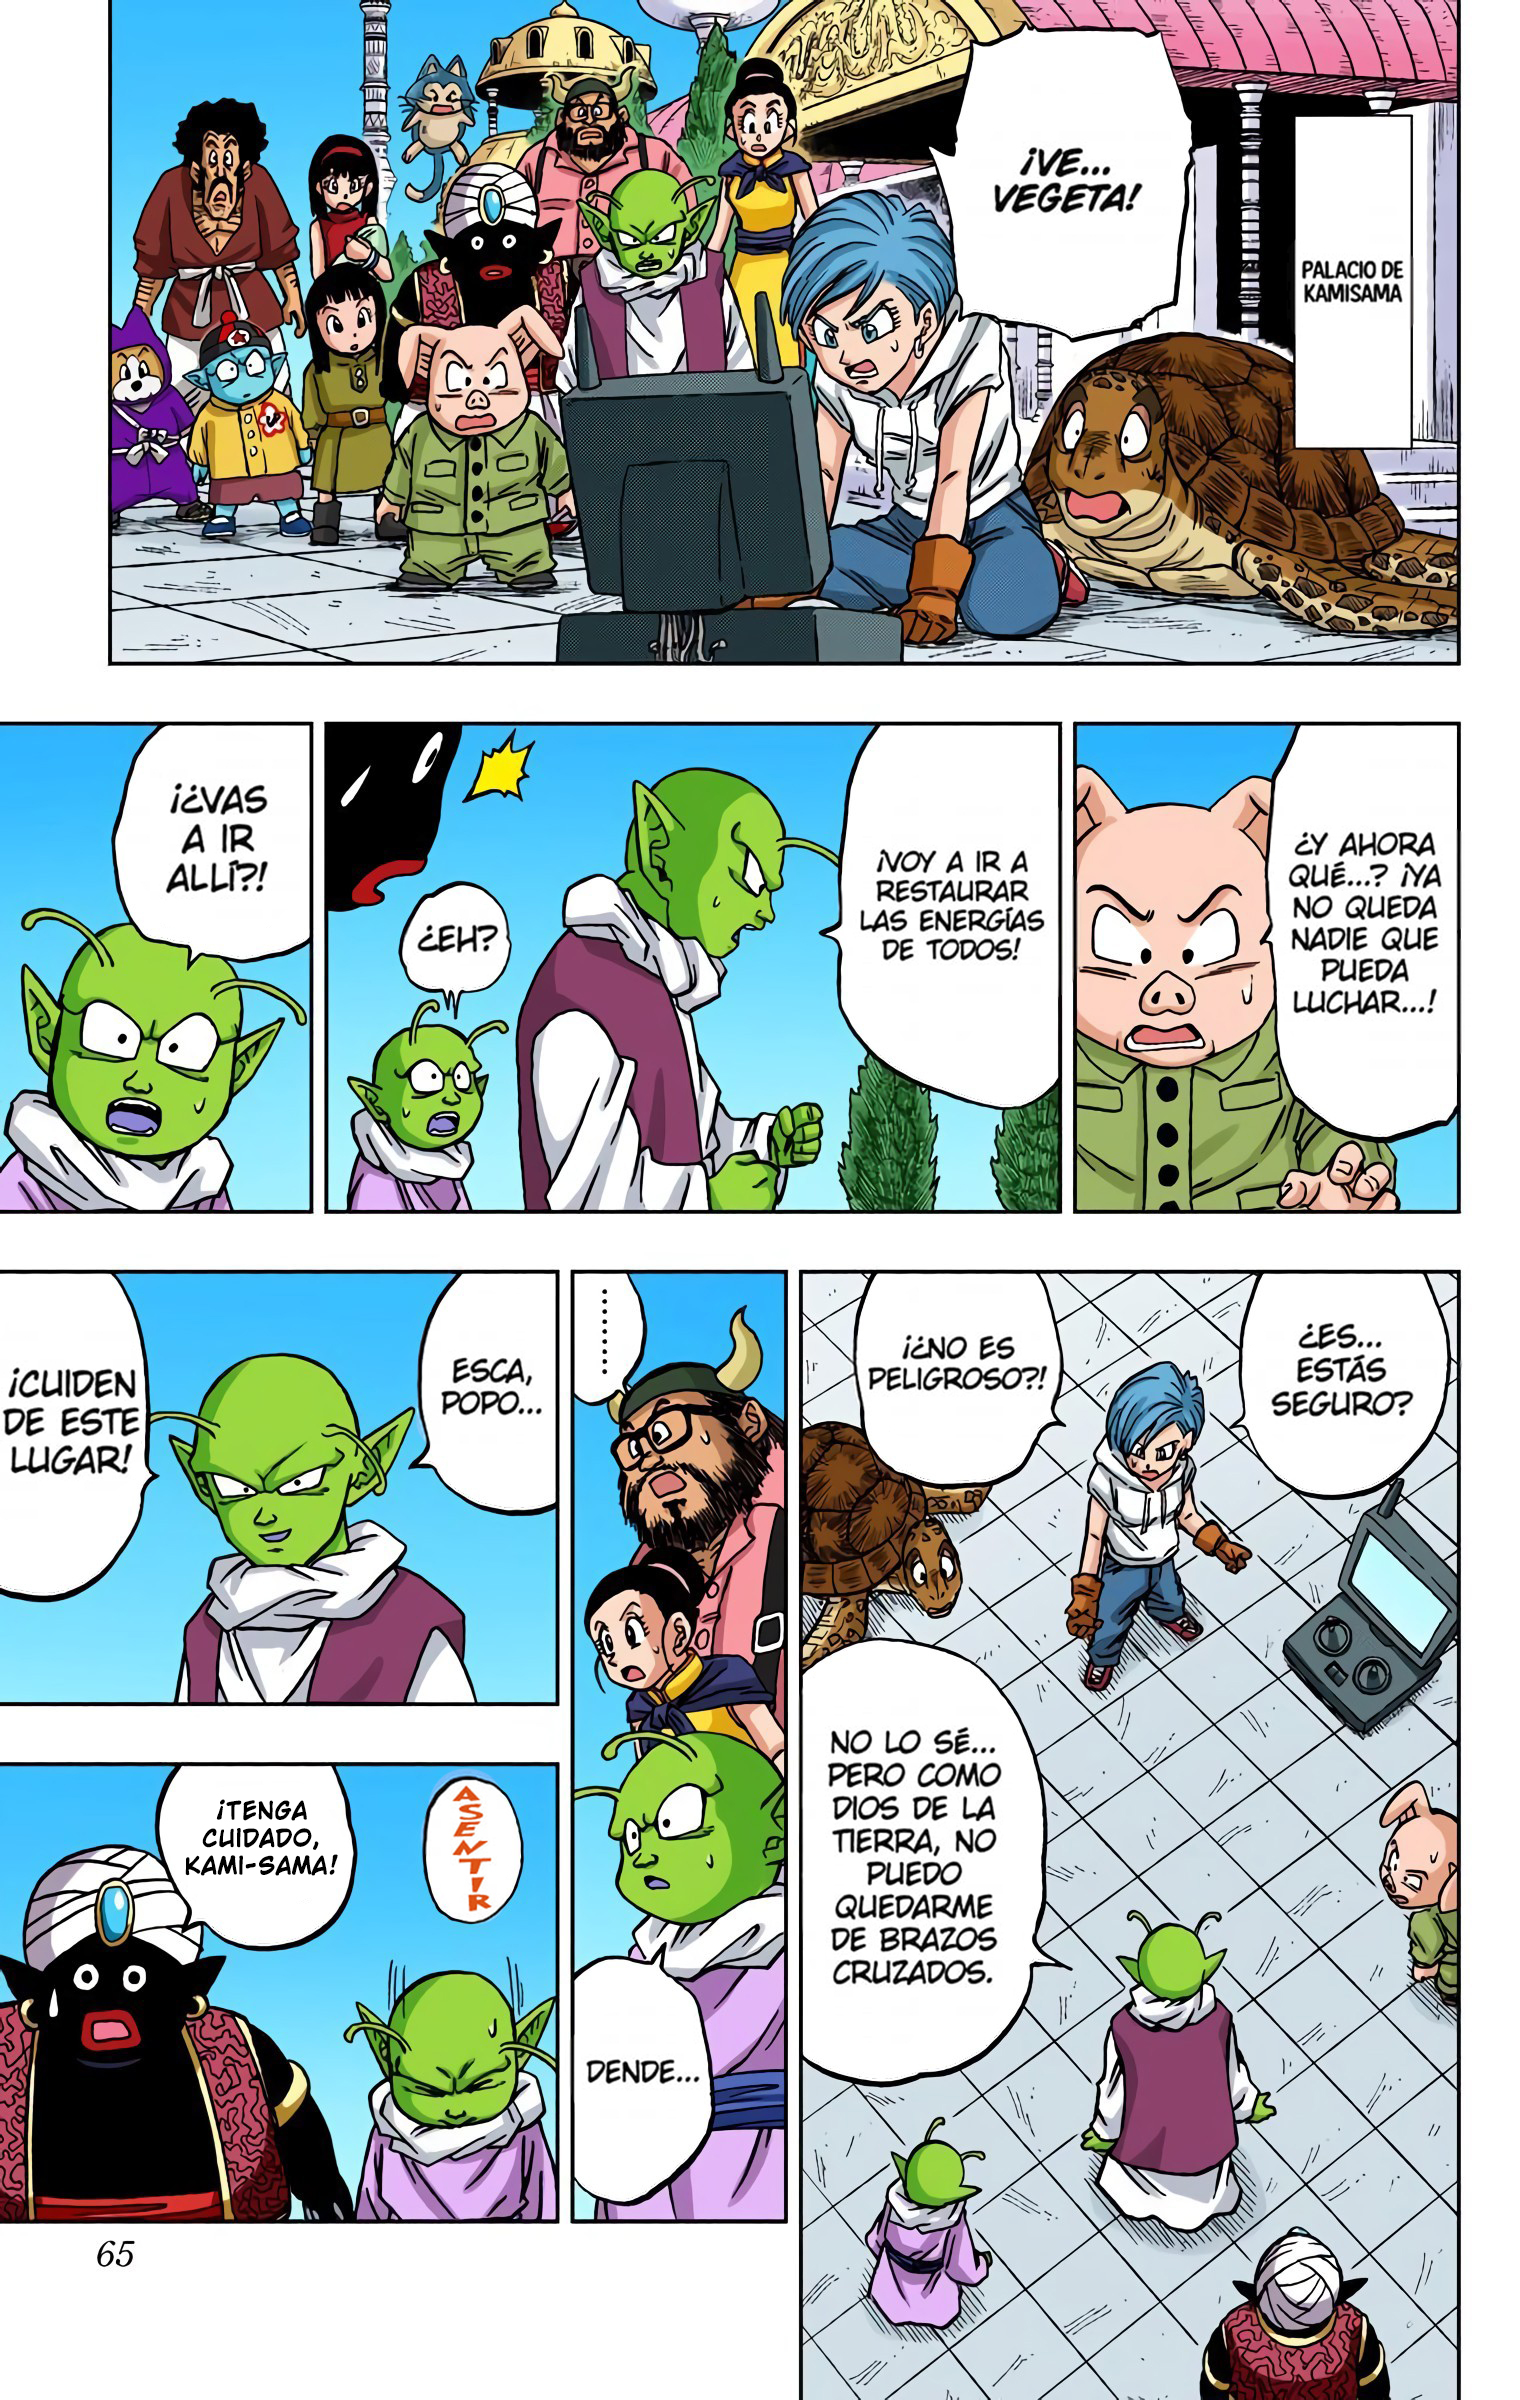 ¡VE...
VEGETA!
PALACIO DE
KAMISAMA
¿Y AHORA
QUÉ...? ¡YA
NO QUEDA
NADIE QUE
PUEDA
LUCHAR...!
¡VOY A IR A
RESTAURAR
LAS ENERGÍAS
DE TODOS!
¿EH?
¡¿VAS
A IR
ALLÍ?!
¿ES...
ESTÁS
SEGURO?
¡¿NO ES
PELIGROSO?!
NO LO SÉ...
PERO COMO
DIOS DE LA
TIERRA, NO
PUEDO
QUEDARME
DE BRAZOS
CRUZADOS.
.........
DENDE...
ESCA,
POPO...
¡CUIDEN
DE ESTE
LUGAR!
ASENTIR
¡TENGA
CUIDADO,
KAMI-SAMA!
65